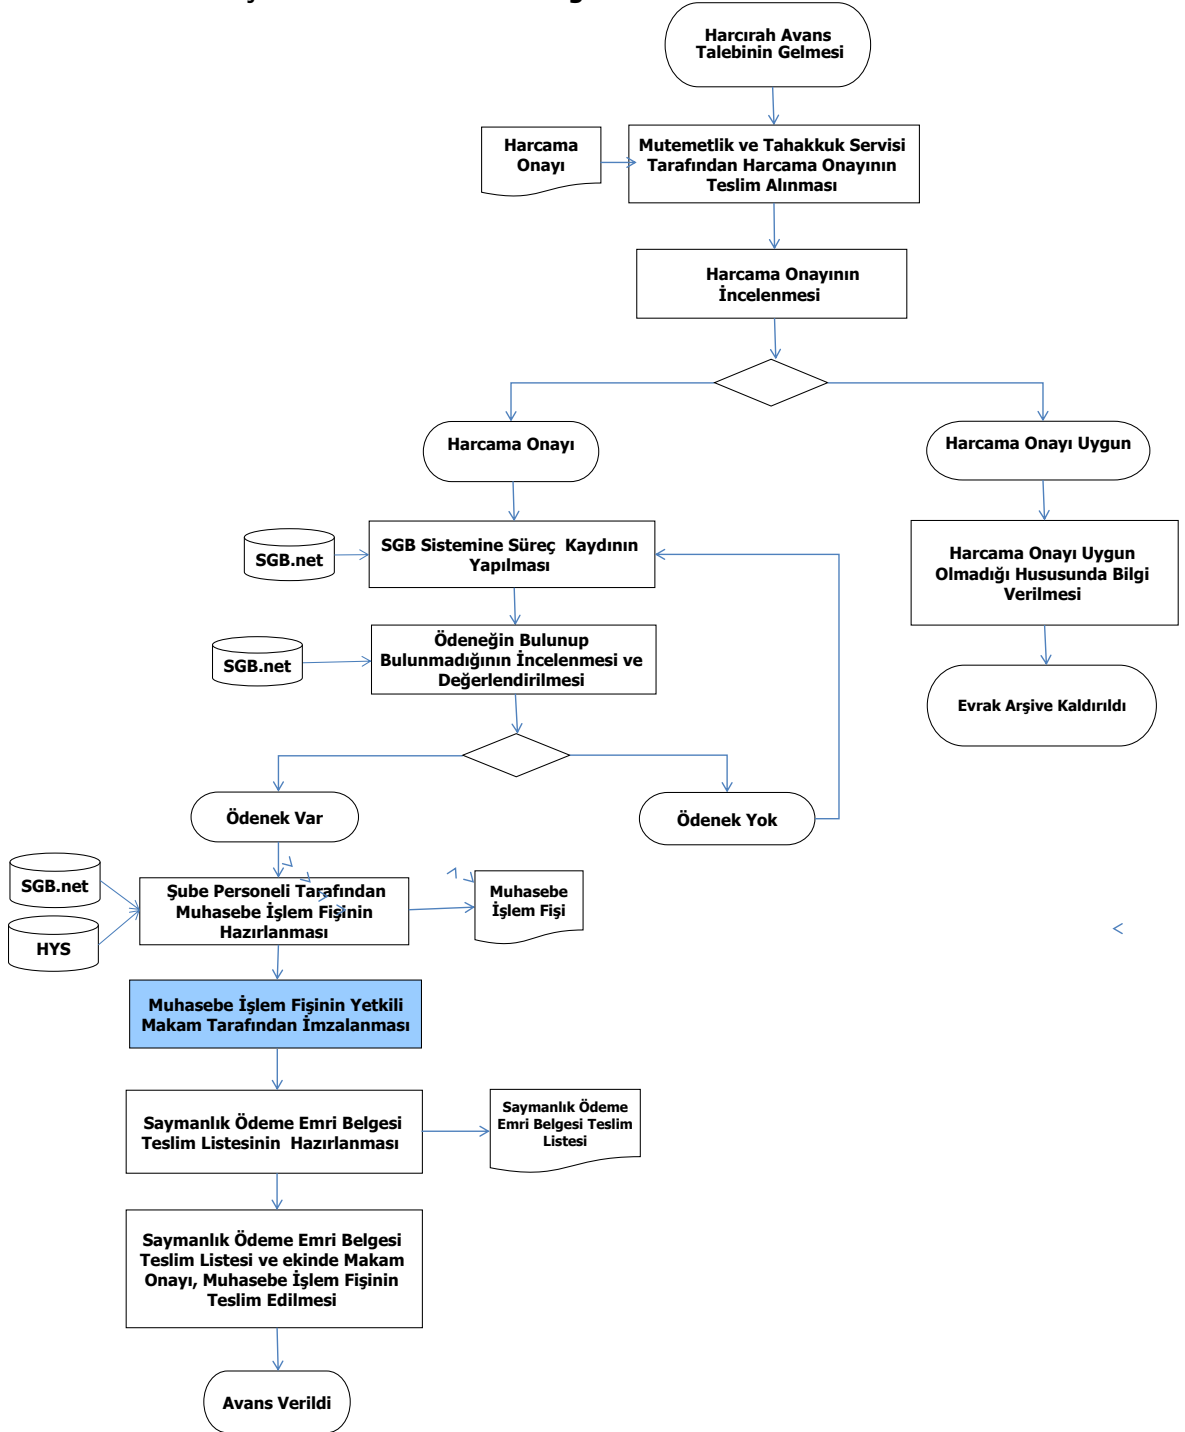 Harcırah Avans
Talebinin Gelmesi
Harcama
Onayı
Mutemetlik ve Tahakkuk Servisi
Tarafından Harcama Onayının
Teslim Alınması
Harcama Onayının
İncelenmesi
Harcama Onayı
Harcama Onayı Uygun
SGB.net
SGB Sistemine Süreç Kaydının
Yapılması
Harcama Onayı Uygun
Olmadığı Hususunda Bilgi
Verilmesi
SGB.net
Ödeneğin Bulunup
Bulunmadığının İncelenmesi ve
Değerlendirilmesi
Evrak Arşive Kaldırıldı
Ödenek Var
Ödenek Yok
SGB.net
HYS
Şube Personeli Tarafından
Muhasebe İşlem Fişinin
Hazırlanması
Muhasebe
İşlem Fişi
Muhasebe İşlem Fişinin Yetkili
Makam Tarafından İmzalanması
Saymanlık Ödeme Emri Belgesi
Teslim Listesinin Hazırlanması
Saymanlık Ödeme
Emri Belgesi Teslim
Listesi
Saymanlık Ödeme Emri Belgesi
Teslim Listesi ve ekinde Makam
Onayı, Muhasebe İşlem Fişinin
Teslim Edilmesi
Avans Verildi